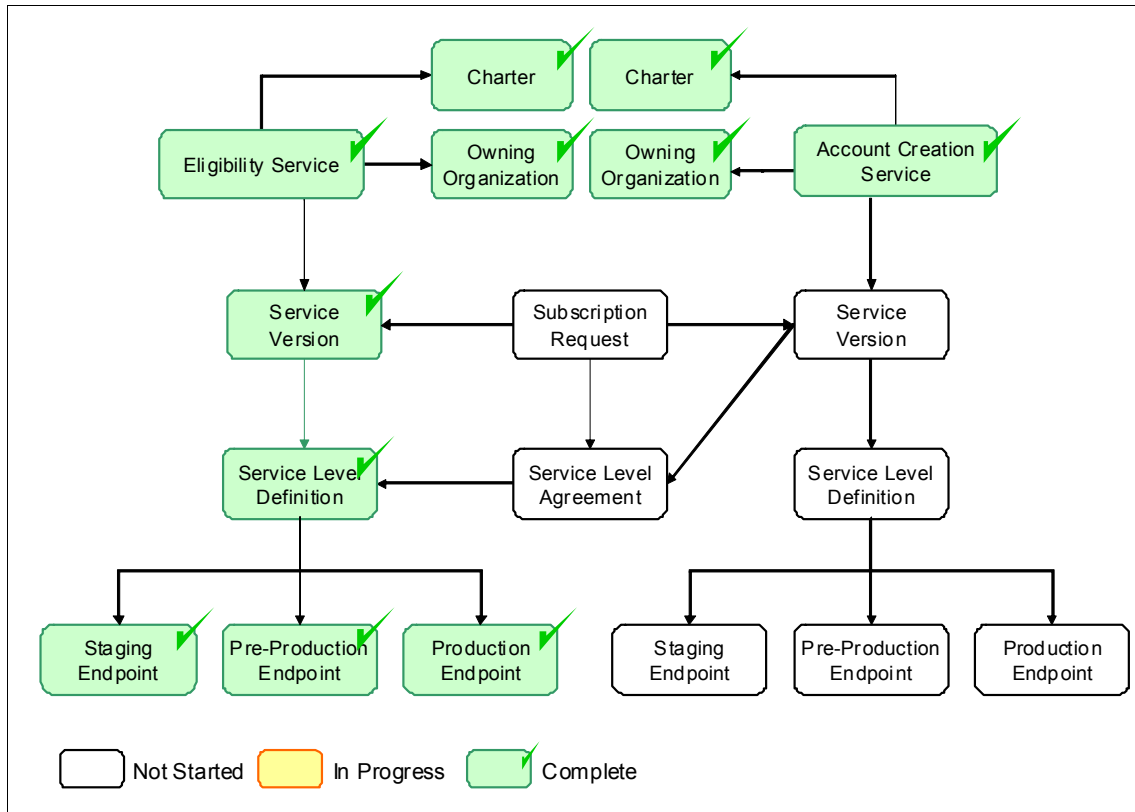 Charter
Charter
Eligibility Service
Owning
Organization
Owning
Organization
Account Creation
Service
Service
Version
Subscription
Request
Service
Version
Service Level
Definition
Service Level
Agreement
Service Level
Definition
Staging
Endpoint
Pre-Production
Endpoint
Production
Endpoint
Staging
Endpoint
Pre-Production
Endpoint
Production
Endpoint
Not Started
In Progress
Complete